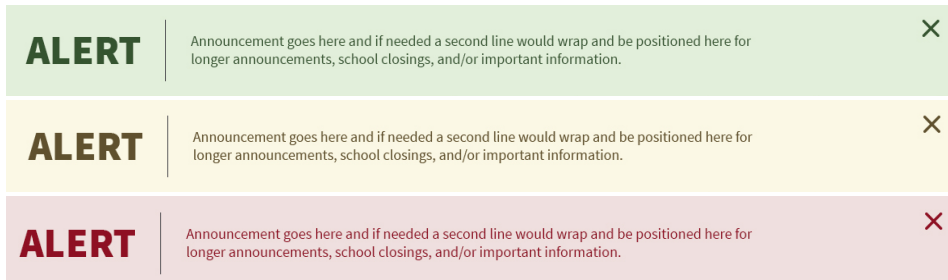 ALERT
Announcement goes here and if needed a second line would wrap and be positioned here for
longer announcements, school closings, and/or important information.
ALERT
Announcement goes here and if needed a second line would wrap and be positioned here for
longer announcements, school closings, and/or important information.
ALERT
Announcement goes here and if needed a second line would wrap and be positioned here for
longer announcements, school closings, and/or important information.